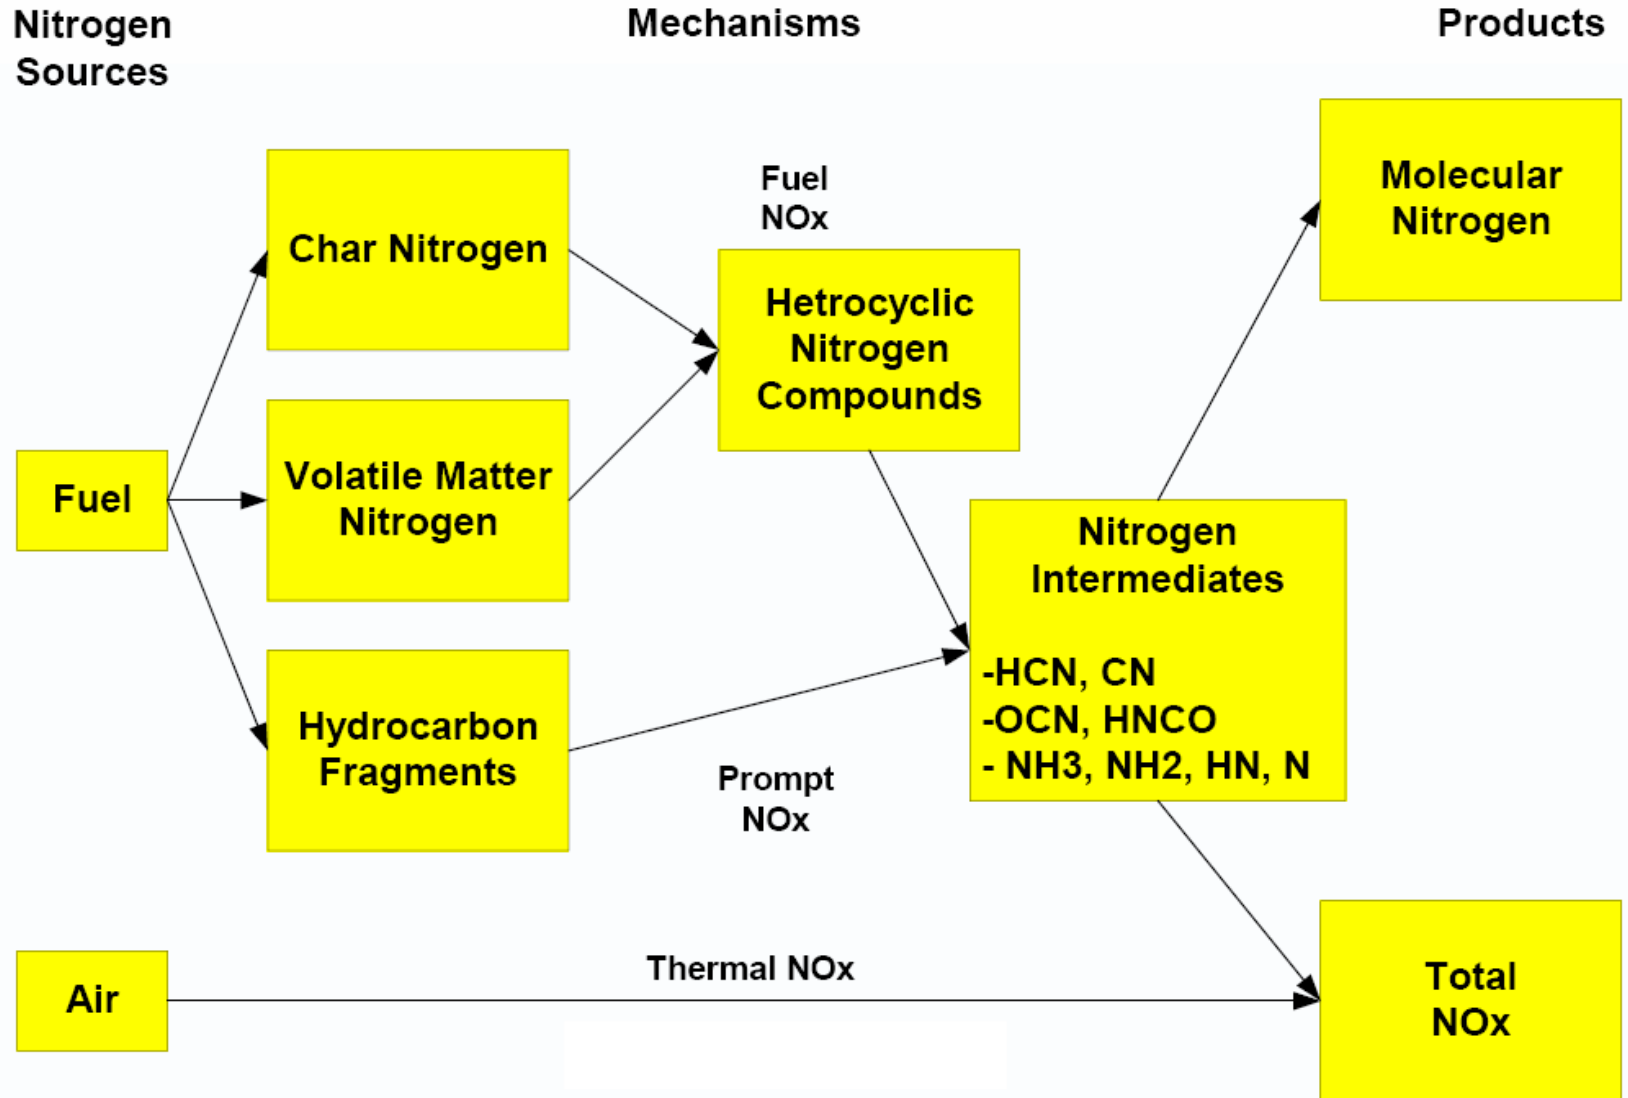 Nitrogen
Sources
Mechanisms
Products
Fuel
Char Nitrogen
Volatile Matter
Nitrogen
Hydrocarbon
Fragments
Fuel
NOx
Hetrocyclic
Nitrogen
Compounds
Prompt
NOx
Nitrogen
Intermediates
-HCN, CN
-OCN, HNCO
- NH3, NH2, HN, N
Molecular
Nitrogen
Air
Thermal NOx
Total
NOx